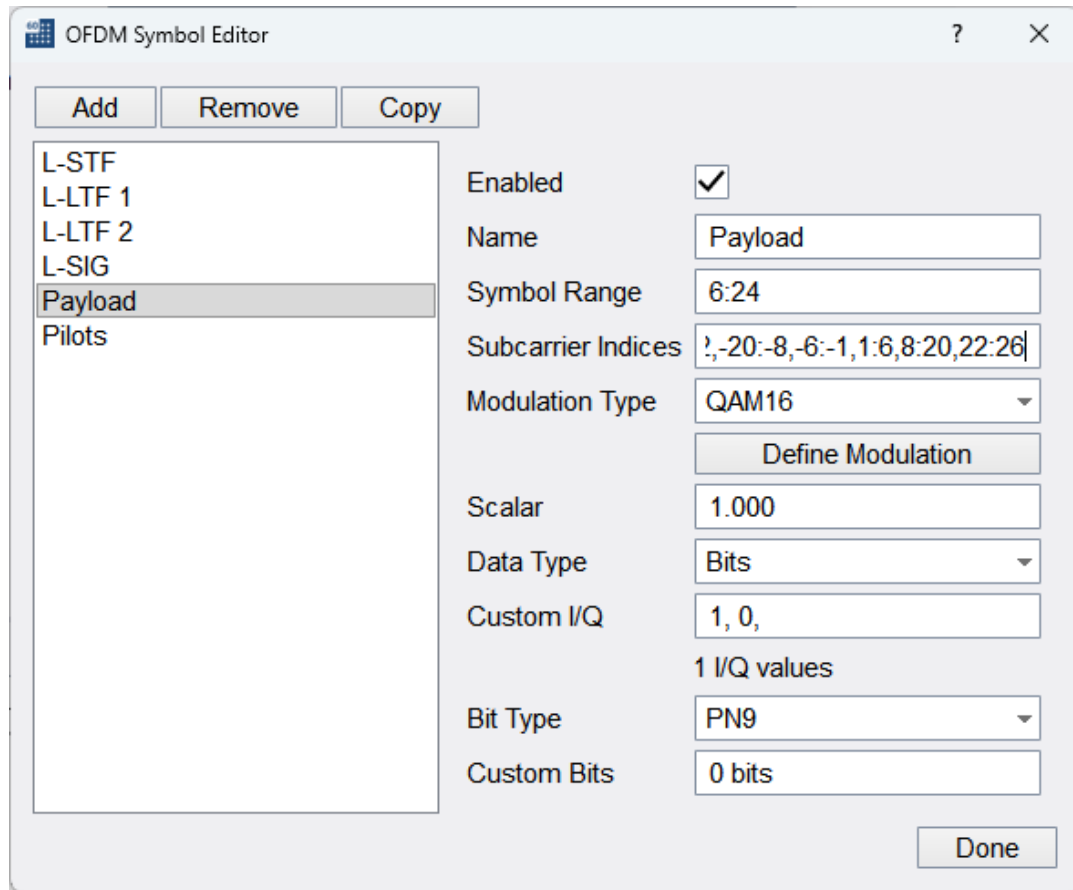 60
OFDM Symbol Editor ?
Add Remove Copy
L-STF
L-LTF 1
L-LTF 2
L-SIG
Payload
Pilots
Enabled
Name Payload
Symbol Range 6:24
Subcarrier Indices ,-20:-8,-6:-1,1:6,8:20,22:26
Modulation Type QAM16
Define Modulation
Scalar 1.000
Data Type Bits
Custom I/Q 1, 0,
1 I/Q values
Bit Type PN9
Custom Bits 0 bits
Done